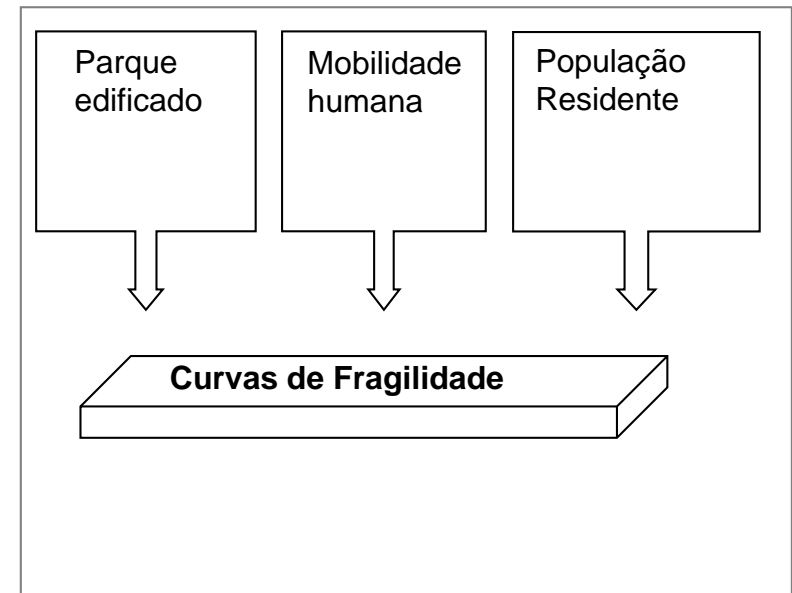 Parque
edificado
Mobilidade
humana
População
Residente
Curvas de Fragilidade